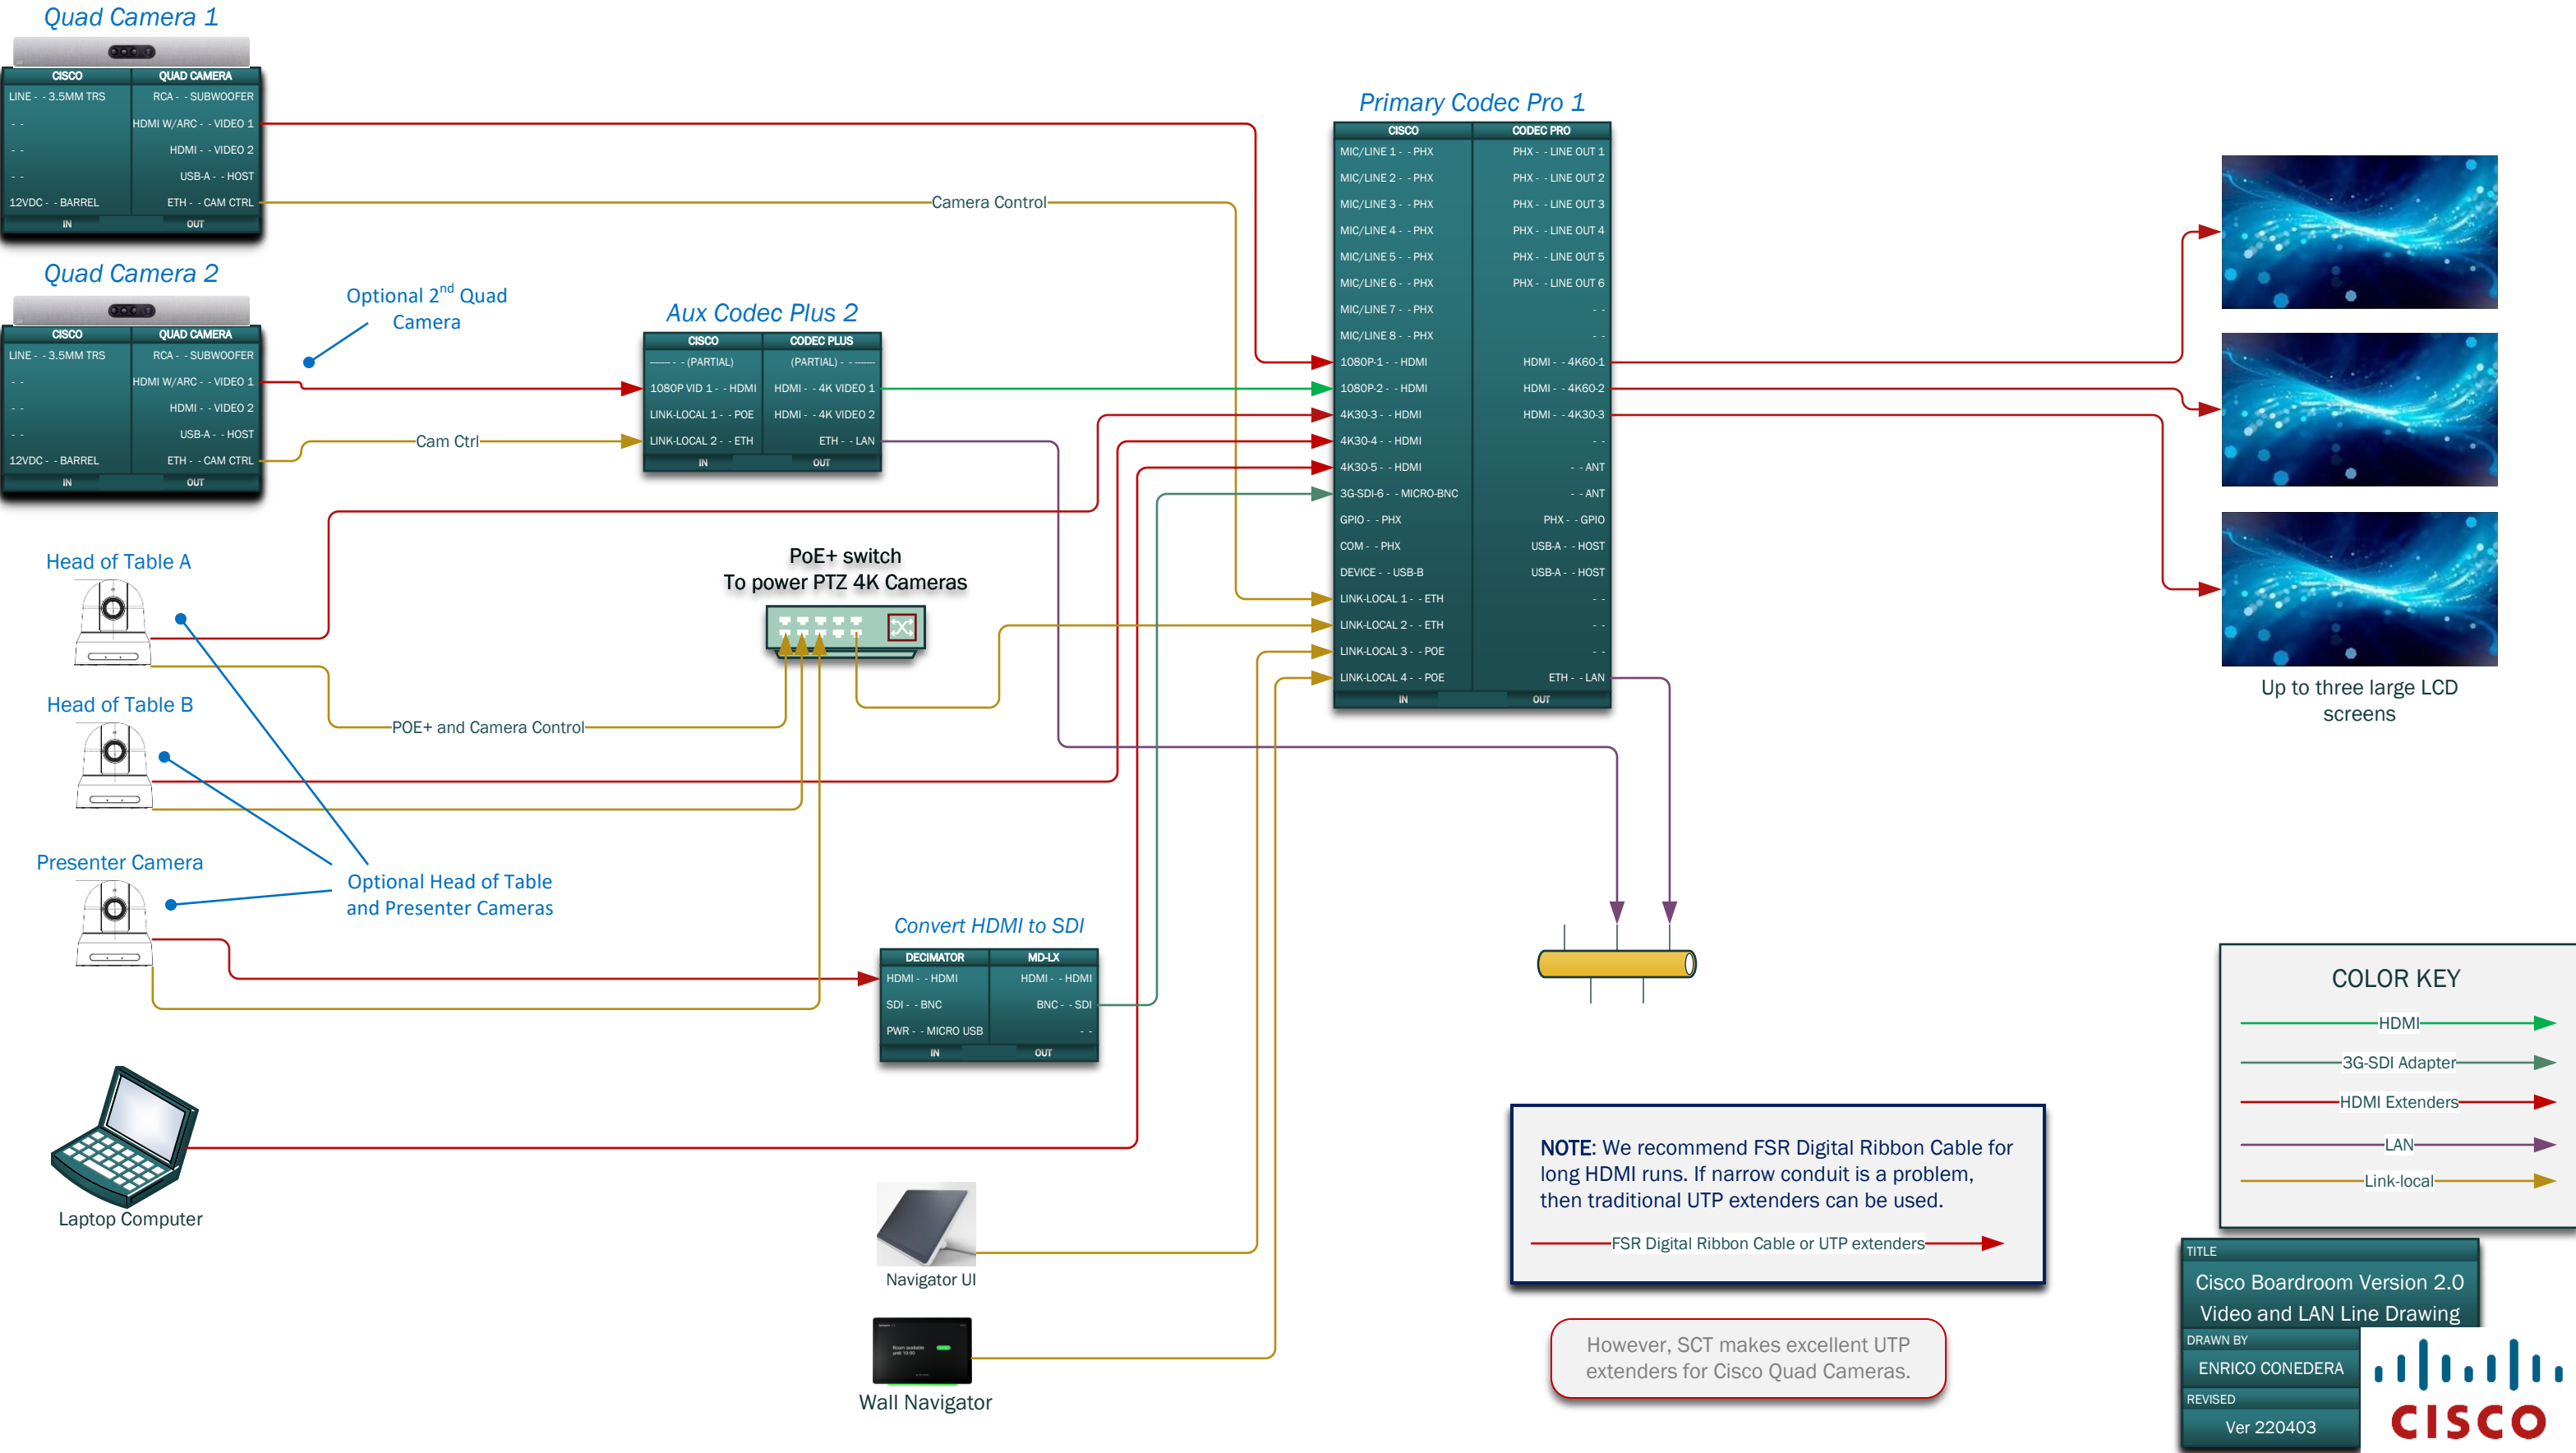 Quad Camera 1
CISCO QUAD CAMERA
LINE - - 3.5MM TRS RCA - - SUBWOOFER
- - HDMI W/ARC - - VIDEO 1
- - HDMI - - VIDEO 2
- - USB-A - - HOST
12VDC - - BARREL ETH - - CAM CTRL
IN OUT
Camera Control
Quad Camera 2
CISCO QUAD CAMERA
LINE - - 3.5MM TRS RCA - - SUBWOOFER
- - HDMI W/ARC - - VIDEO 1
- - HDMI - - VIDEO 2
- - USB-A - - HOST
12VDC - - BARREL ETH - - CAM CTRL
IN OUT
Optional 2nd Quad
Camera
Cam Ctrl
Aux Codec Plus 2
CISCO CODEC PLUS
------- - - (PARTIAL) (PARTIAL) - - -------
1080P VID 1 - - HDMI HDMI - - 4K VIDEO 1
LINK-LOCAL 1 - - POE HDMI - - 4K VIDEO 2
LINK-LOCAL 2 - - ETH ETH - - LAN
IN OUT
Primary Codec Pro 1
CISCO CODEC PRO
MIC/LINE 1 - - PHX PHX - - LINE OUT 1
MIC/LINE 2 - - PHX PHX - - LINE OUT 2
MIC/LINE 3 - - PHX PHX - - LINE OUT 3
MIC/LINE 4 - - PHX PHX - - LINE OUT 4
MIC/LINE 5 - - PHX PHX - - LINE OUT 5
MIC/LINE 6 - - PHX PHX - - LINE OUT 6
MIC/LINE 7 - - PHX - -
MIC/LINE 8 - - PHX - -
1080P-1 - - HDMI HDMI - - 4K60-1
1080P-2 - - HDMI HDMI - - 4K60-2
4K30-3 - - HDMI HDMI - - 4K30-3
4K30-4 - - HDMI - -
4K30-5 - - HDMI - - ANT
3G-SDI-6 - - MICRO-BNC - - ANT
GPIO - - PHX PHX - - GPIO
COM - - PHX USB-A - - HOST
DEVICE - - USB-B USB-A - - HOST
LINK-LOCAL 1 - - ETH - -
LINK-LOCAL 2 - - ETH - -
LINK-LOCAL 3 - - POE - -
LINK-LOCAL 4 - - POE ETH - - LAN
IN OUT
Up to three large LCD
screens
Head of Table A
PoE+ switch
To power PTZ 4K Cameras
Head of Table B
POE+ and Camera Control
Presenter Camera
Optional Head of Table
and Presenter Cameras
Convert HDMI to SDI
DECIMATOR MD-LX
HDMI - - HDMI HDMI - - HDMI
SDI - - BNC BNC - - SDI
PWR - - MICRO USB - -
IN OUT
Laptop Computer
Navigator UI
Room available
until 10:00
Wall Navigator
NOTE: We recommend FSR Digital Ribbon Cable for
long HDMI runs. If narrow conduit is a problem,
then traditional UTP extenders can be used.
FSR Digital Ribbon Cable or UTP extenders
However, SCT makes excellent UTP
extenders for Cisco Quad Cameras.
COLOR KEY
HDMI
3G-SDI Adapter
HDMI Extenders
LAN
Link-local
TITLE
Cisco Boardroom Version 2.0
Video and LAN Line Drawing
DRAWN BY
ENRICO CONEDERA
REVISED
Ver 220403
CISCO